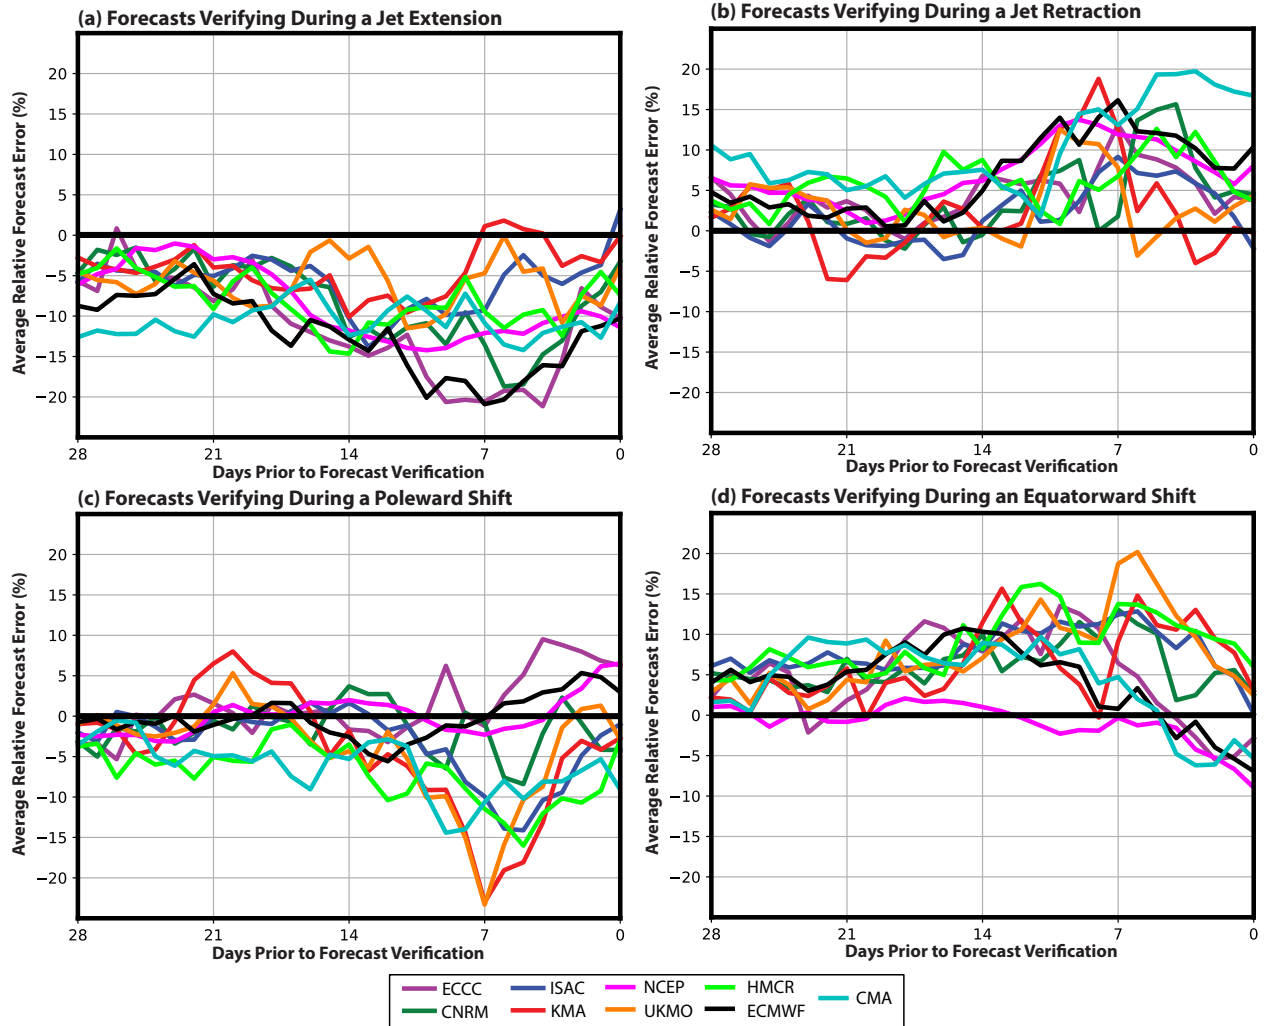 (a) Forecasts Verifying During a Jet Extension
Average Relative Forecast Error (%)
20
15
10
5
0
−5
−10
−15
−20
28
21
14
7
0
Days Prior to Forecast Verification
(b) Forecasts Verifying During a Jet Retraction
Average Relative Forecast Error (%)
20
15
10
5
0
−5
−10
−15
−20
28
21
14
7
0
Days Prior to Forecast Verification
(c) Forecasts Verifying During a Poleward Shift
Average Relative Forecast Error (%)
20
15
10
5
0
−5
−10
−15
−20
28
21
14
7
0
Days Prior to Forecast Verification
(d) Forecasts Verifying During an Equatorward Shift
Average Relative Forecast Error (%)
20
15
10
5
0
−5
−10
−15
−20
28
21
14
7
0
Days Prior to Forecast Verification
ECCC
ISAC
NCEP
HMCR
CMA
CNRM
KMA
UKMO
ECMWF